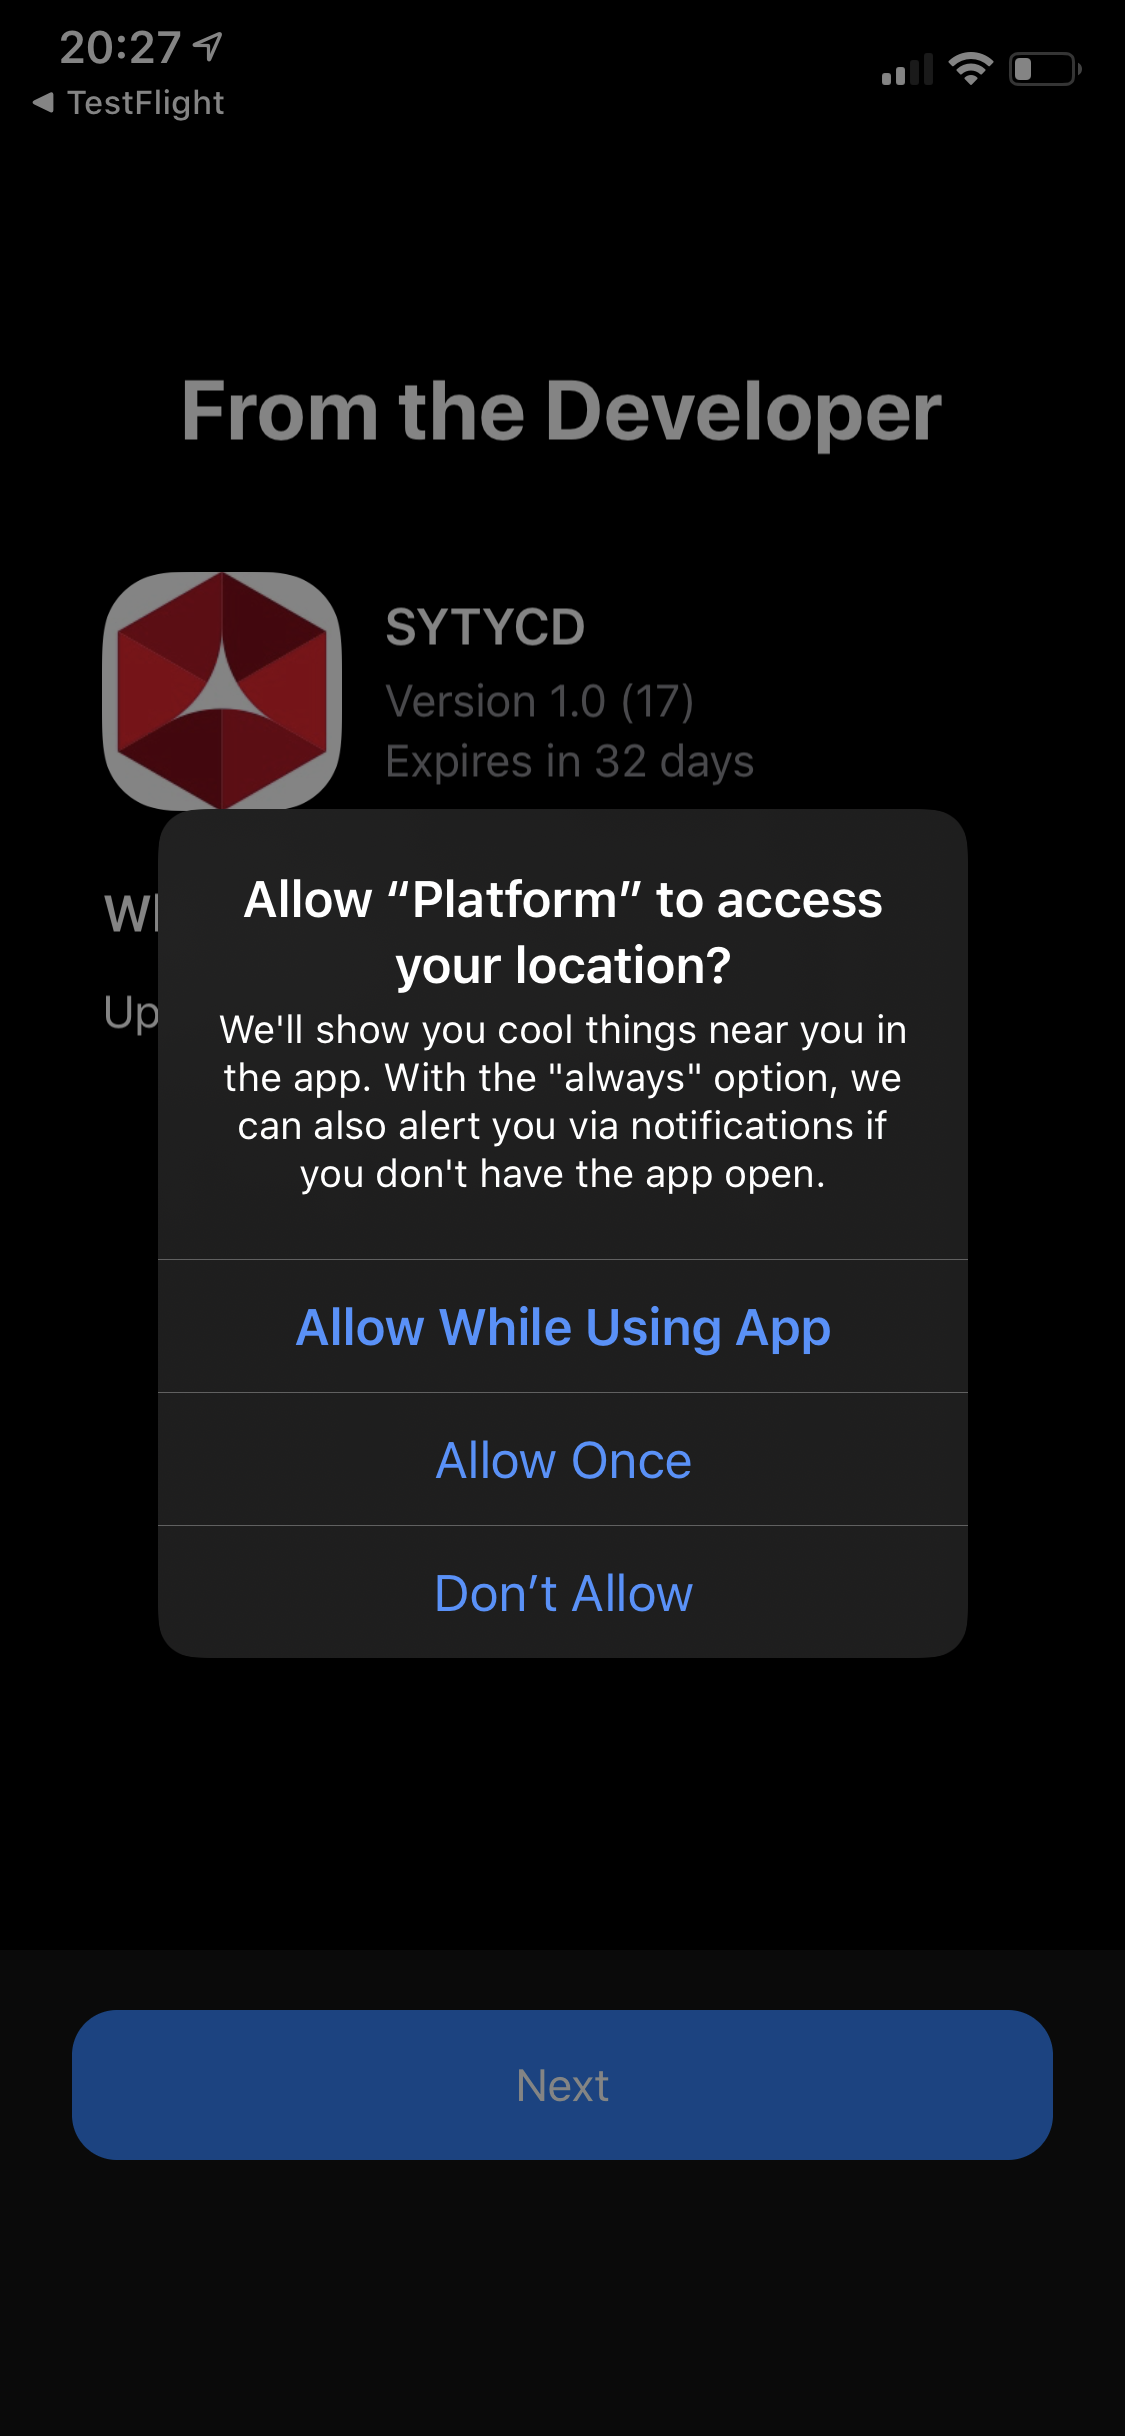 20:27
◀ TestFlight
From the Developer
SYTYCD
Version 1.0 (17)
Expires in 32 days
Allow “Platform” to access
your location?
We'll show you cool things near you in
the app. With the "always" option, we
can also alert you via notifications if
you don't have the app open.
Allow While Using App
Allow Once
Don’t Allow
Next